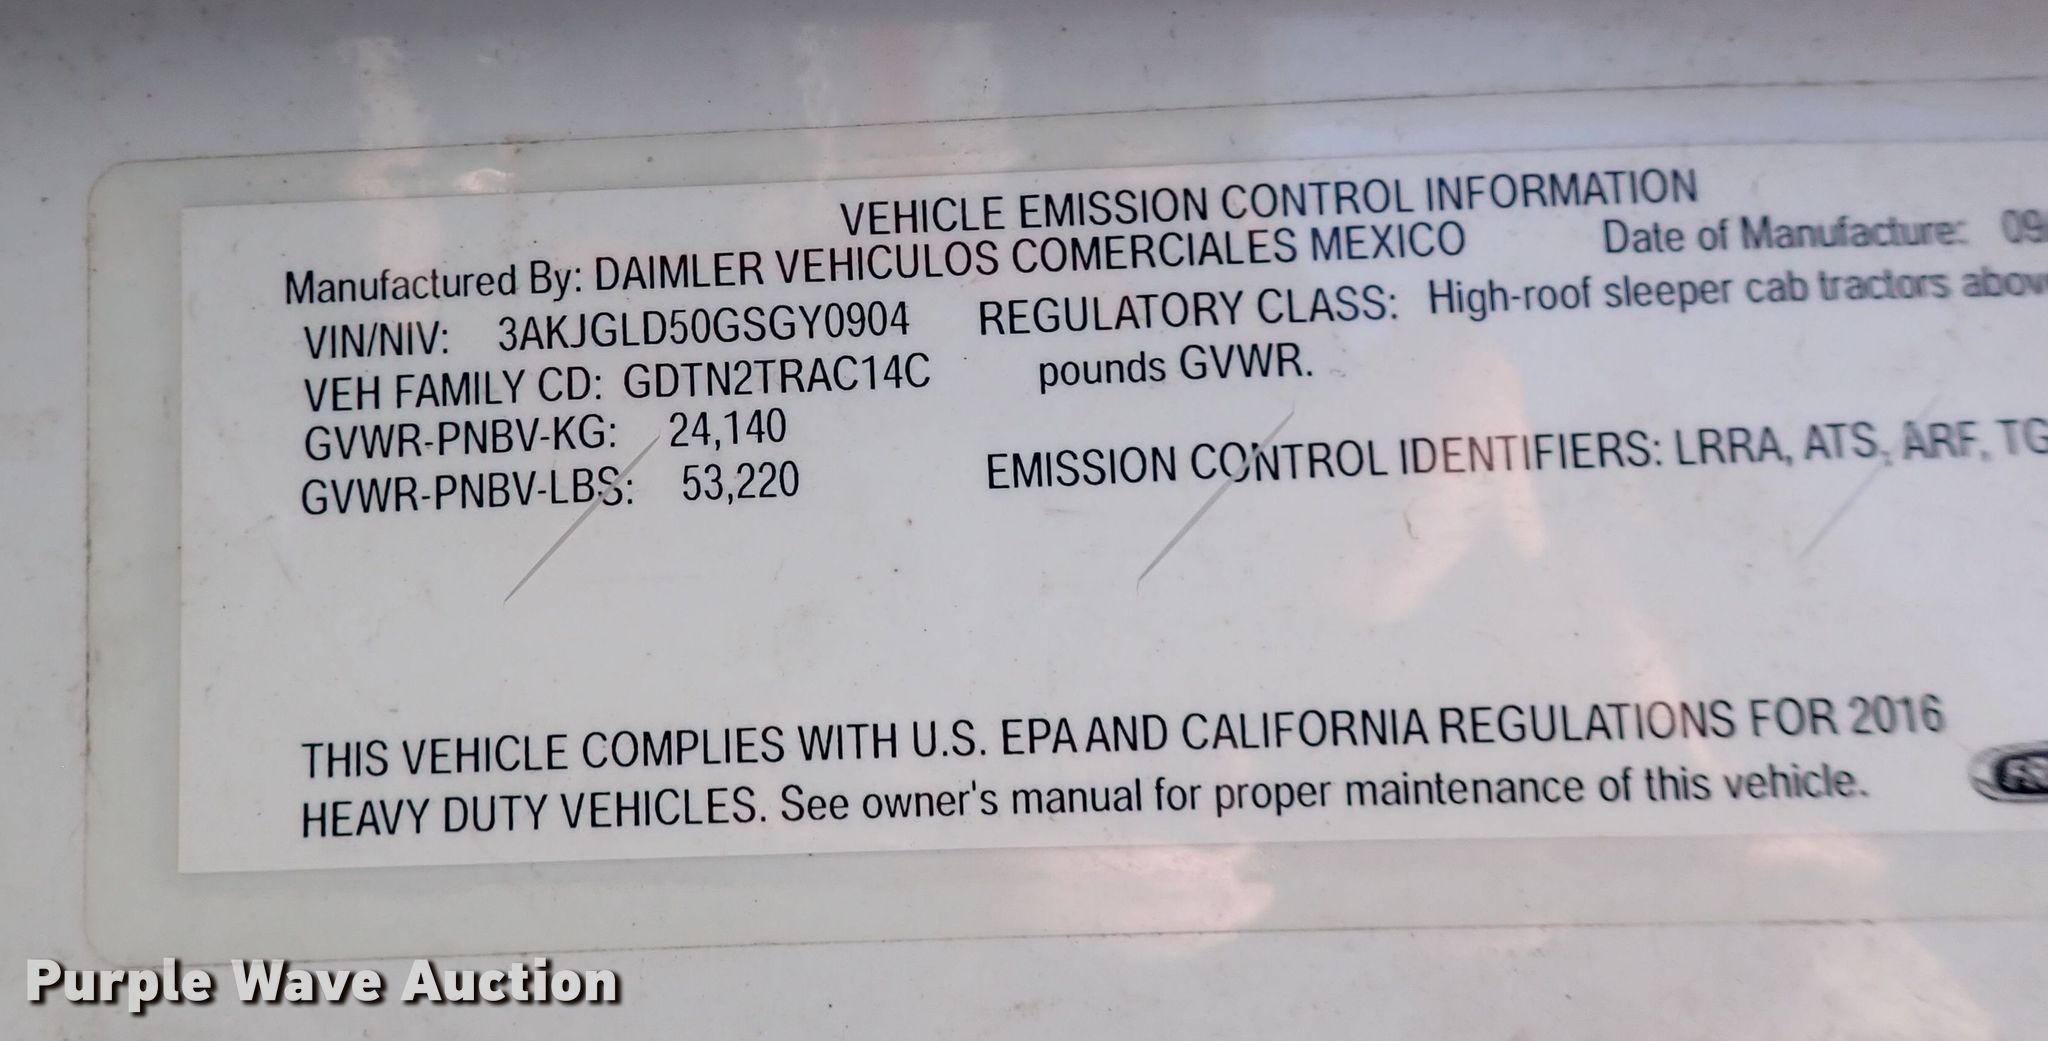 VEHICLE EMISSION CONTROL INFORMATION
Manufactured By: DAIMLER VEHICULOS COMERCIALES MEXICO Date of Manufacture: 09
VIN/NIV: 3AKJGLD50GSGY0904 REGULATORY CLASS: High-roof sleeper cab tractors above
VEH FAMILY CD: GDTN2TRAC14C pounds GVWR.
GVWR-PNBV-KG: 24,140
GVWR-PNBV-LBS: 53,220 EMISSION CONTROL IDENTIFIERS: LRRA, ATS, ARF, TG
THIS VEHICLE COMPLIES WITH U.S. EPA AND CALIFORNIA REGULATIONS FOR 2016
HEAVY DUTY VEHICLES. See owner's manual for proper maintenance of this vehicle.
Purple Wave Auction